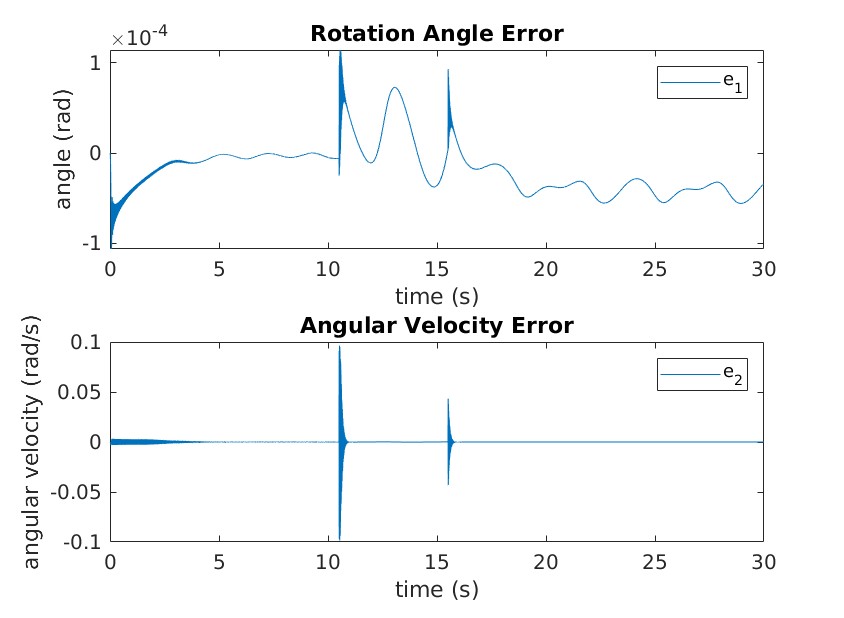 Rotation Angle Error
×10⁻⁴
angle (rad)
1
0
-1
e₁
0 5 10 15 20 25 30
time (s)
Angular Velocity Error
angular velocity (rad/s)
0.1
0.05
0
-0.05
-0.1
e₂
0 5 10 15 20 25 30
time (s)